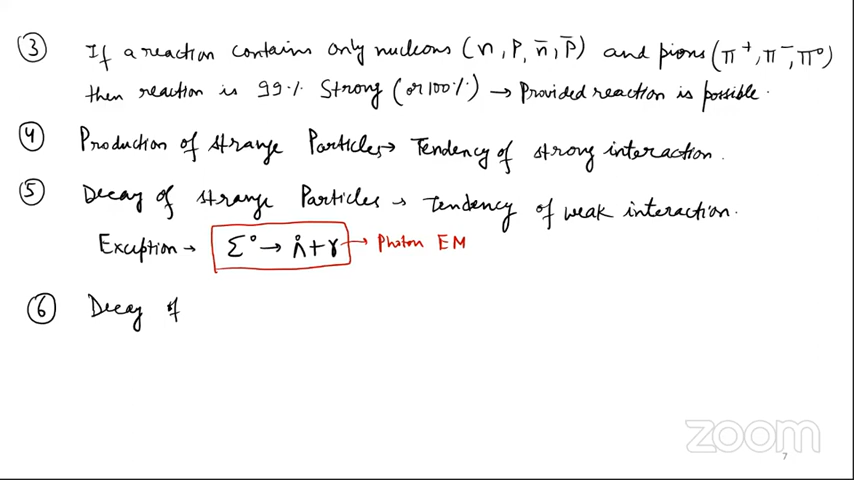 ③ If a reaction contains only nucleons (n, P, n̄, P̄) and pions (π⁺, π⁻, π⁰)
then reaction is 99.% Strong (or 100%) → Provided reaction is possible.
④ Production of strange Particles → Tendency of strong interaction.
⑤ Decay of strange Particles → Tendency of weak interaction.
Exception → Σ⁰ → Λ⁰ + γ → Photon EM
⑥ Decay of
zoom
7